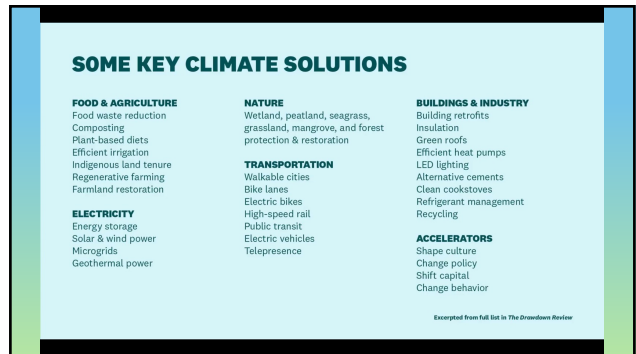 SOME KEY CLIMATE SOLUTIONS
FOOD & AGRICULTURE
Food waste reduction
Composting
Plant-based diets
Efficient irrigation
Indigenous land tenure
Regenerative farming
Farmland restoration
ELECTRICITY
Energy storage
Solar & wind power
Microgrids
Geothermal power
NATURE
Wetland, peatland, seagrass,
grassland, mangrove, and forest
protection & restoration
TRANSPORTATION
Walkable cities
Bike lanes
Electric bikes
High-speed rail
Public transit
Electric vehicles
Telepresence
BUILDINGS & INDUSTRY
Building retrofits
Insulation
Green roofs
Efficient heat pumps
LED lighting
Alternative cements
Clean cookstoves
Refrigerant management
Recycling
ACCELERATORS
Shape culture
Change policy
Shift capital
Change behavior
Excerpted from full list in The Drawdown Review